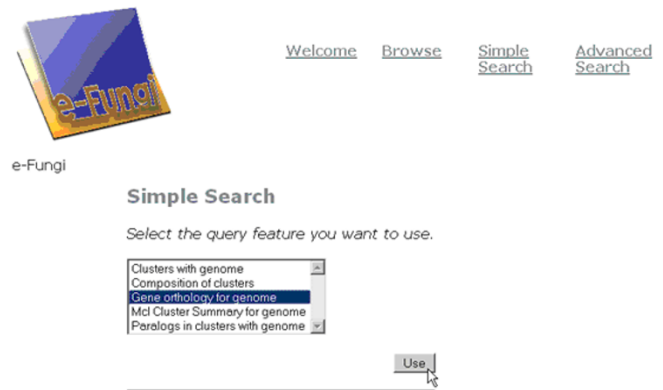 e-Fungi
Welcome Browse Simple Search Advanced Search
e-Fungi
Simple Search
Select the query feature you want to use.
Clusters with genome
Composition of clusters
Gene orthology for genome
Mcl Cluster Summary for genome
Paralogs in clusters with genome
Use